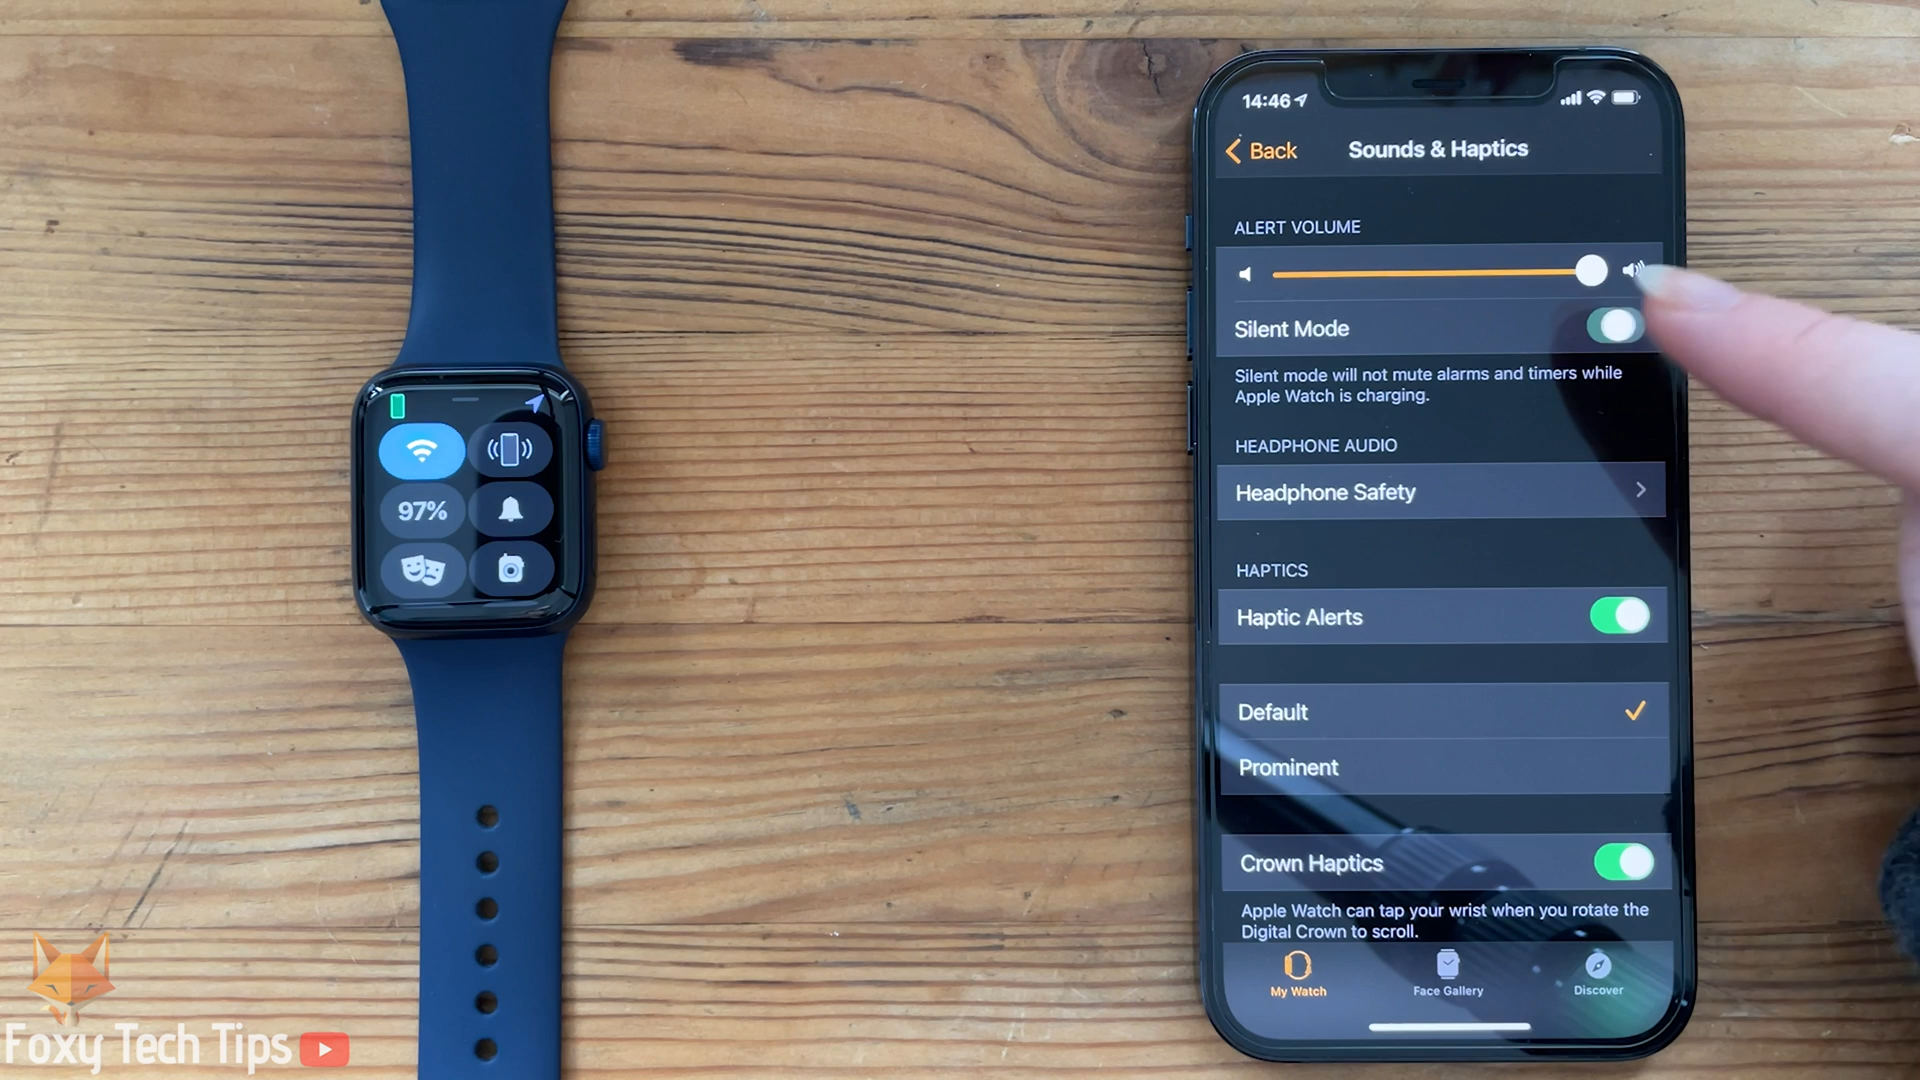 14:46
Back
Sounds & Haptics
ALERT VOLUME
Silent Mode
Silent mode will not mute alarms and timers while
Apple Watch is charging.
HEADPHONE AUDIO
Headphone Safety
HAPTICS
Haptic Alerts
Default
Prominent
Crown Haptics
Apple Watch can tap your wrist when you rotate the
Digital Crown to scroll.
My Watch
Face Gallery
Discover
97%
Foxy Tech Tips